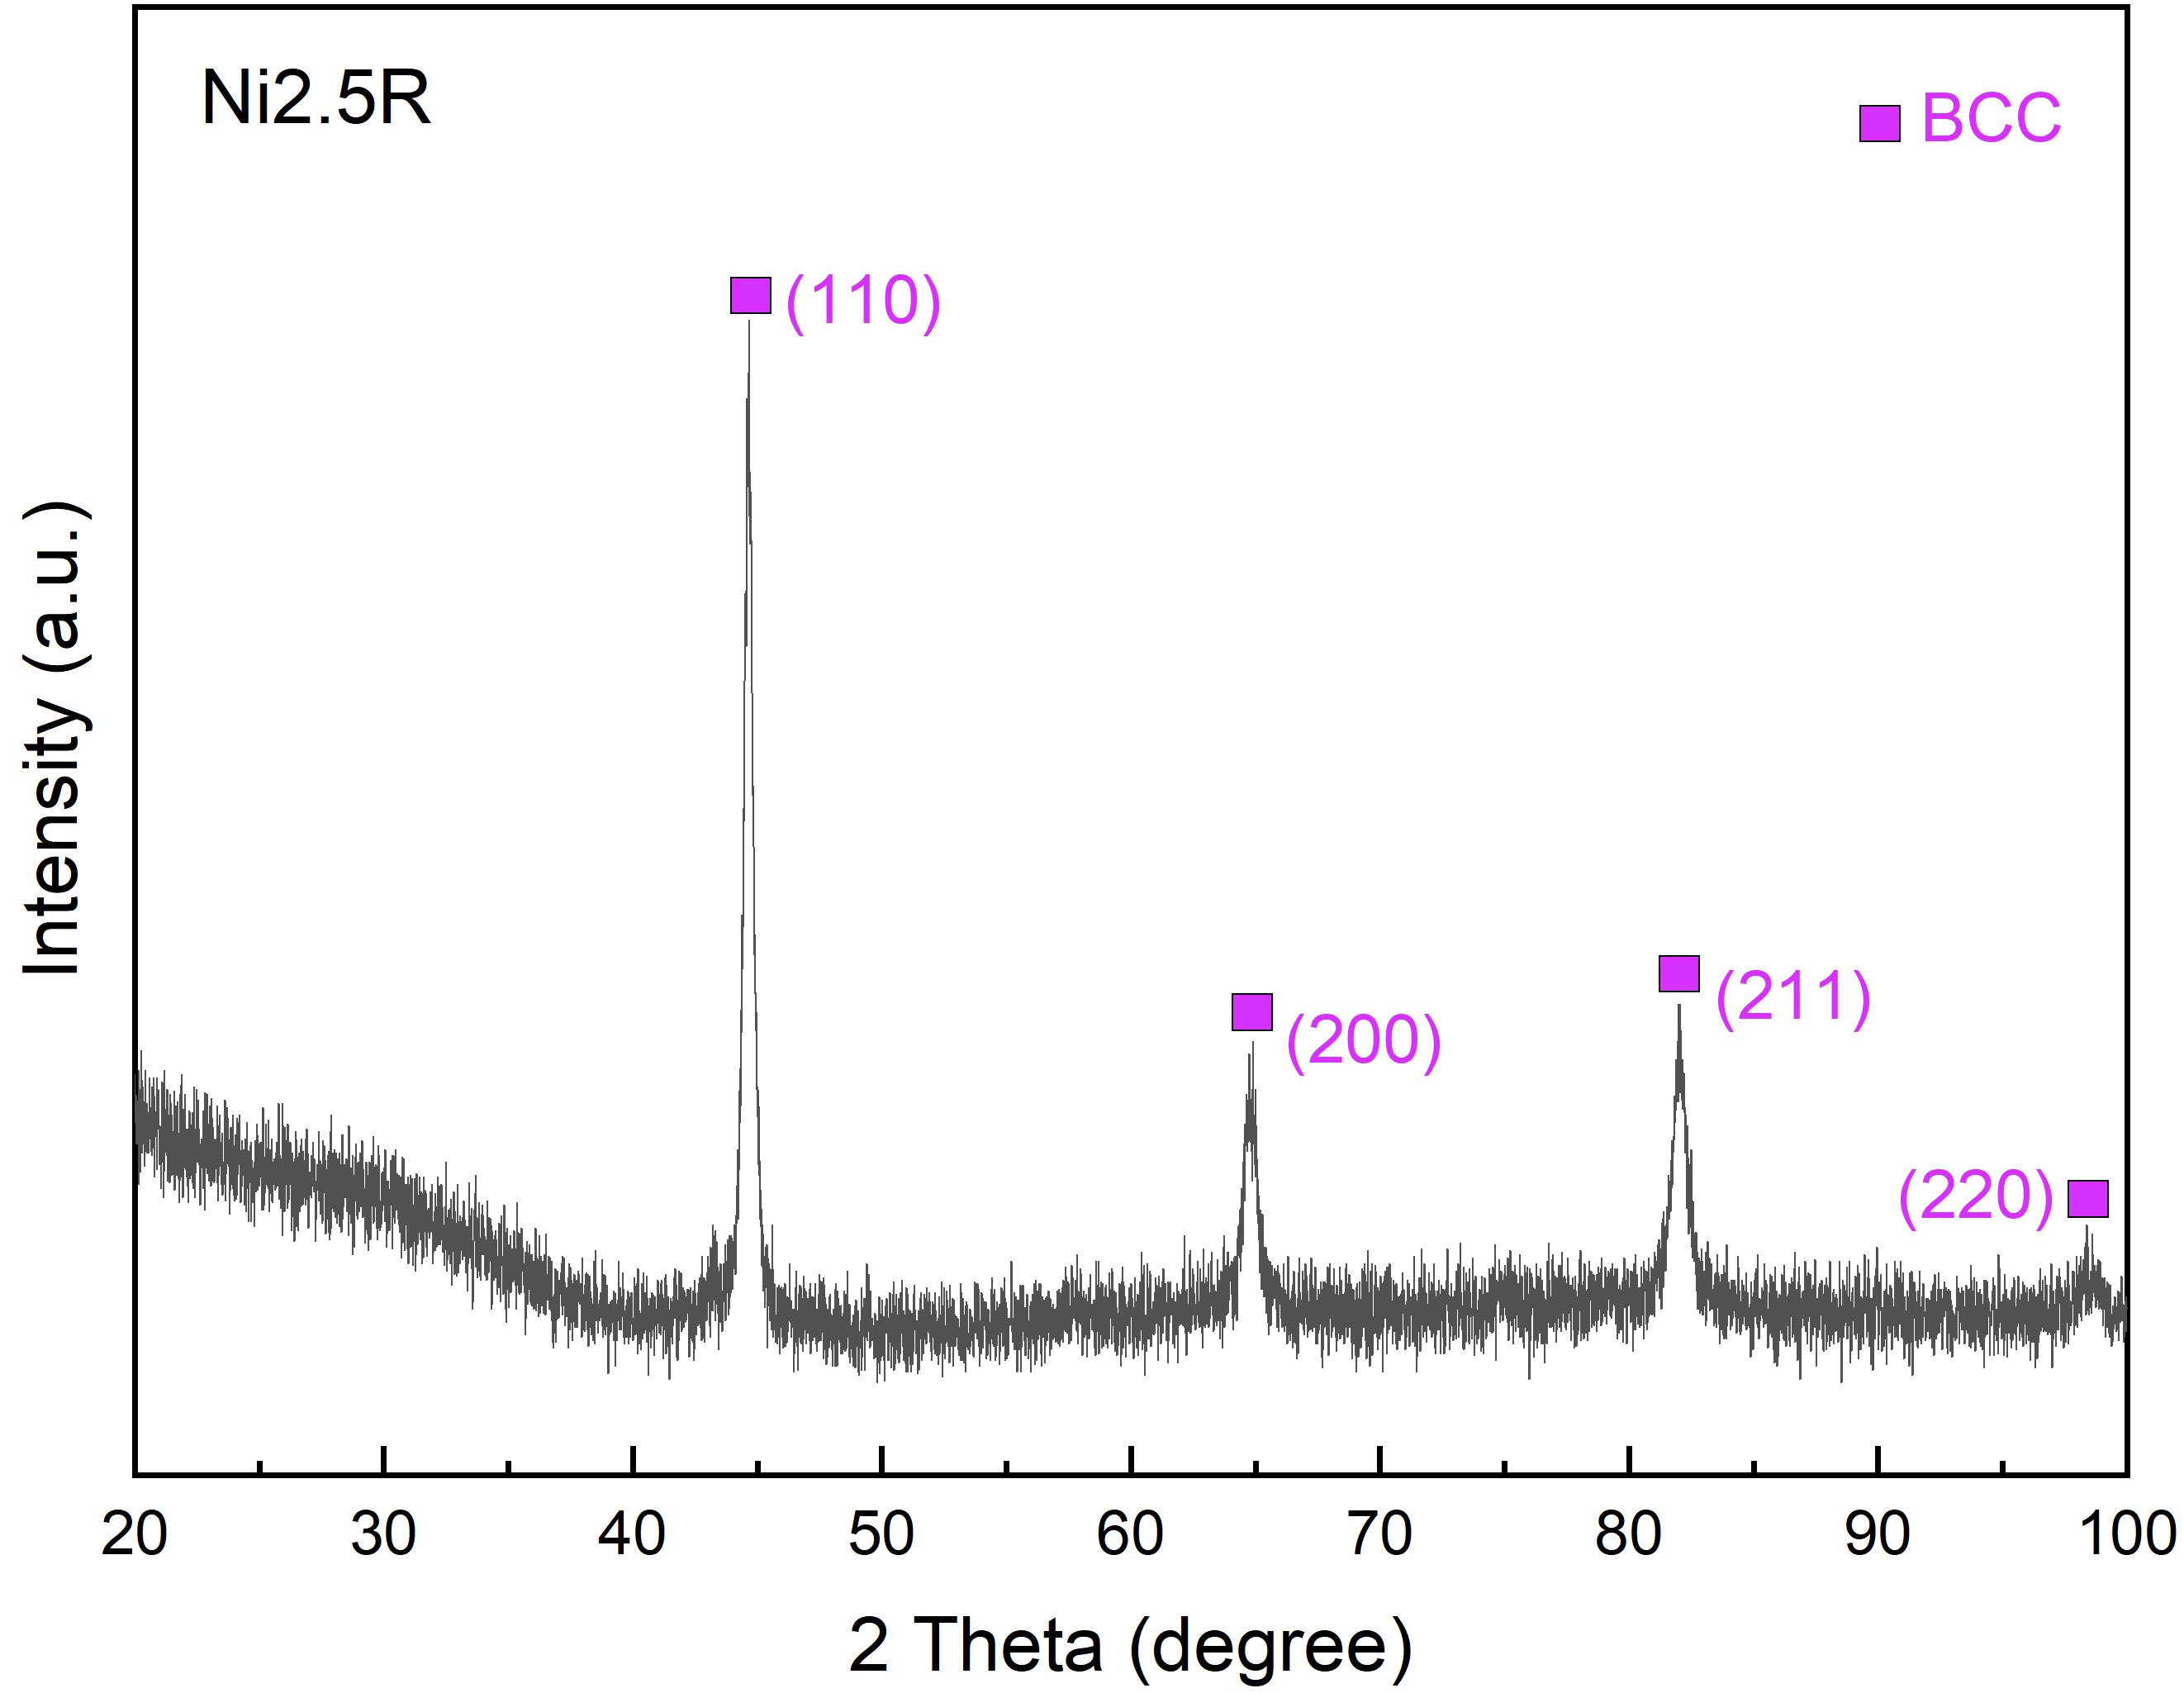 Ni2.5R
BCC
(110)
(200)
(211)
(220)
Intensity (a.u.)
20 30 40 50 60 70 80 90 100
2 Theta (degree)